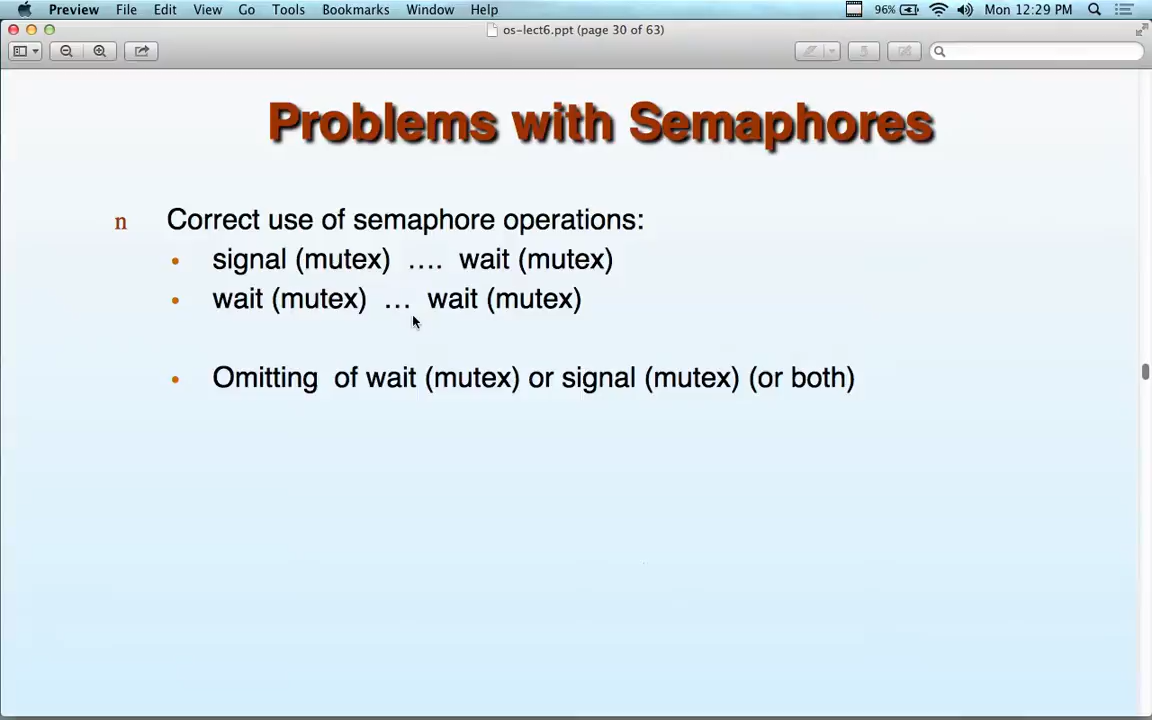 Preview File Edit View Go Tools Bookmarks Window Help 96% Mon 12:29 PM
os-lect6.ppt (page 30 of 63)
Problems with Semaphores
n Correct use of semaphore operations:
• signal (mutex) …. wait (mutex)
• wait (mutex) … wait (mutex)
• Omitting of wait (mutex) or signal (mutex) (or both)